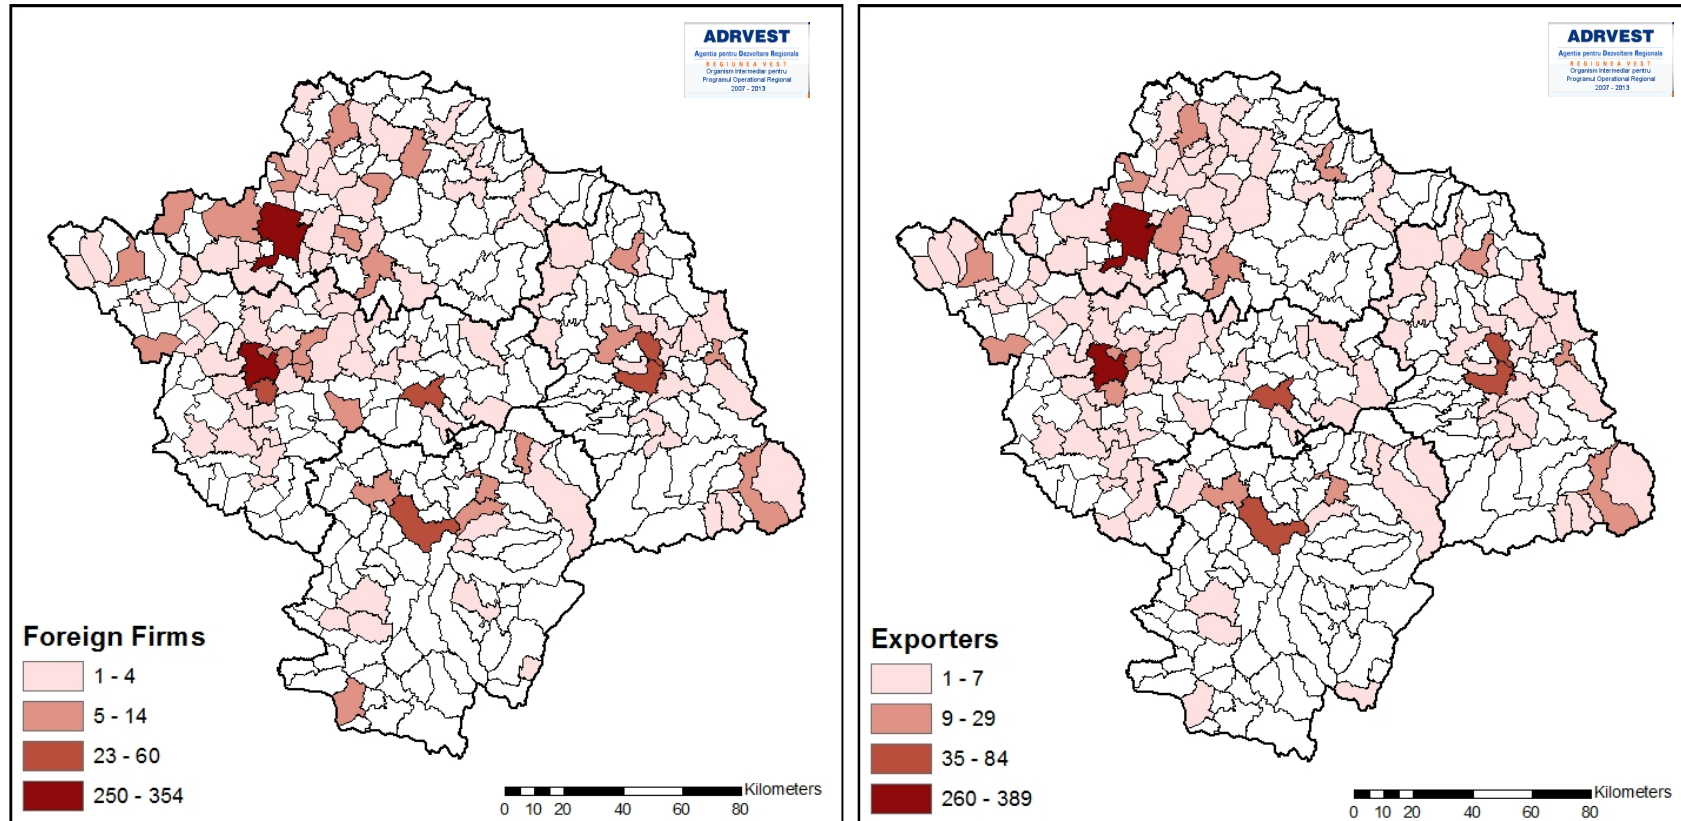 ADRVEST
Agentia pentru Dezvoltare Regionala
REGIUNEA VEST
Organism Intermediar pentru
Programul Operational Regional
2007 - 2013
Foreign Firms
1 - 4
5 - 14
23 - 60
250 - 354
Kilometers
0 10 20 40 60 80
ADRVEST
Agentia pentru Dezvoltare Regionala
REGIUNEA VEST
Organism Intermediar pentru
Programul Operational Regional
2007 - 2013
Exporters
1 - 7
9 - 29
35 - 84
260 - 389
Kilometers
0 10 20 40 60 80